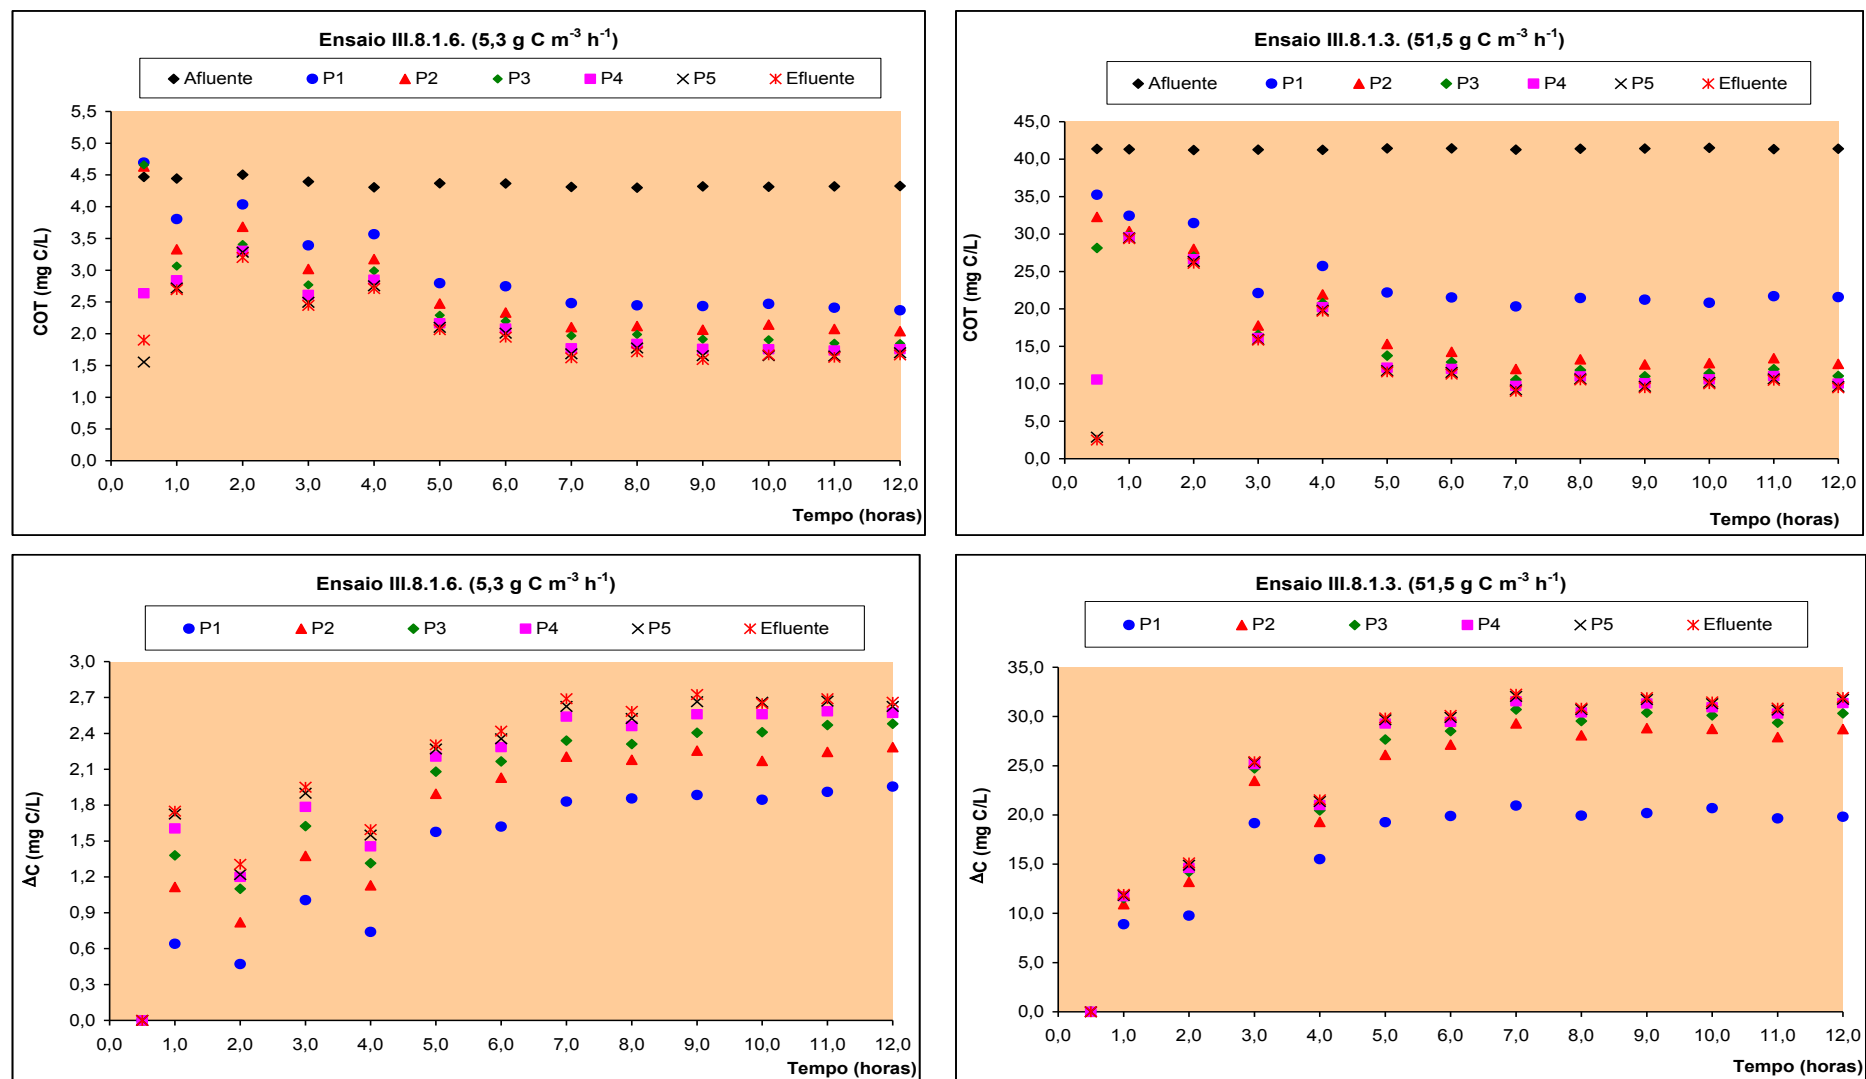 Ensaio III.8.1.6. (5,3 g C m⁻³ h⁻¹)
Afluente P1 P2 P3 P4 P5 Efluente
5,5
5,0
4,5
4,0
3,5
3,0
2,5
2,0
1,5
1,0
0,5
0,0
COT (mg C/L)
0,0 1,0 2,0 3,0 4,0 5,0 6,0 7,0 8,0 9,0 10,0 11,0 12,0
Tempo (horas)
Ensaio III.8.1.3. (51,5 g C m⁻³ h⁻¹)
Afluente P1 P2 P3 P4 P5 Efluente
45,0
40,0
35,0
30,0
25,0
20,0
15,0
10,0
5,0
0,0
COT (mg C/L)
0,0 1,0 2,0 3,0 4,0 5,0 6,0 7,0 8,0 9,0 10,0 11,0 12,0
Tempo (horas)
Ensaio III.8.1.6. (5,3 g C m⁻³ h⁻¹)
P1 P2 P3 P4 P5 Efluente
3,0
2,7
2,4
2,1
1,8
1,5
1,2
0,9
0,6
0,3
0,0
ΔC (mg C/L)
0,0 1,0 2,0 3,0 4,0 5,0 6,0 7,0 8,0 9,0 10,0 11,0 12,0
Tempo (horas)
Ensaio III.8.1.3. (51,5 g C m⁻³ h⁻¹)
P1 P2 P3 P4 P5 Efluente
35,0
30,0
25,0
20,0
15,0
10,0
5,0
0,0
ΔC (mg C/L)
0,0 1,0 2,0 3,0 4,0 5,0 6,0 7,0 8,0 9,0 10,0 11,0 12,0
Tempo (horas)